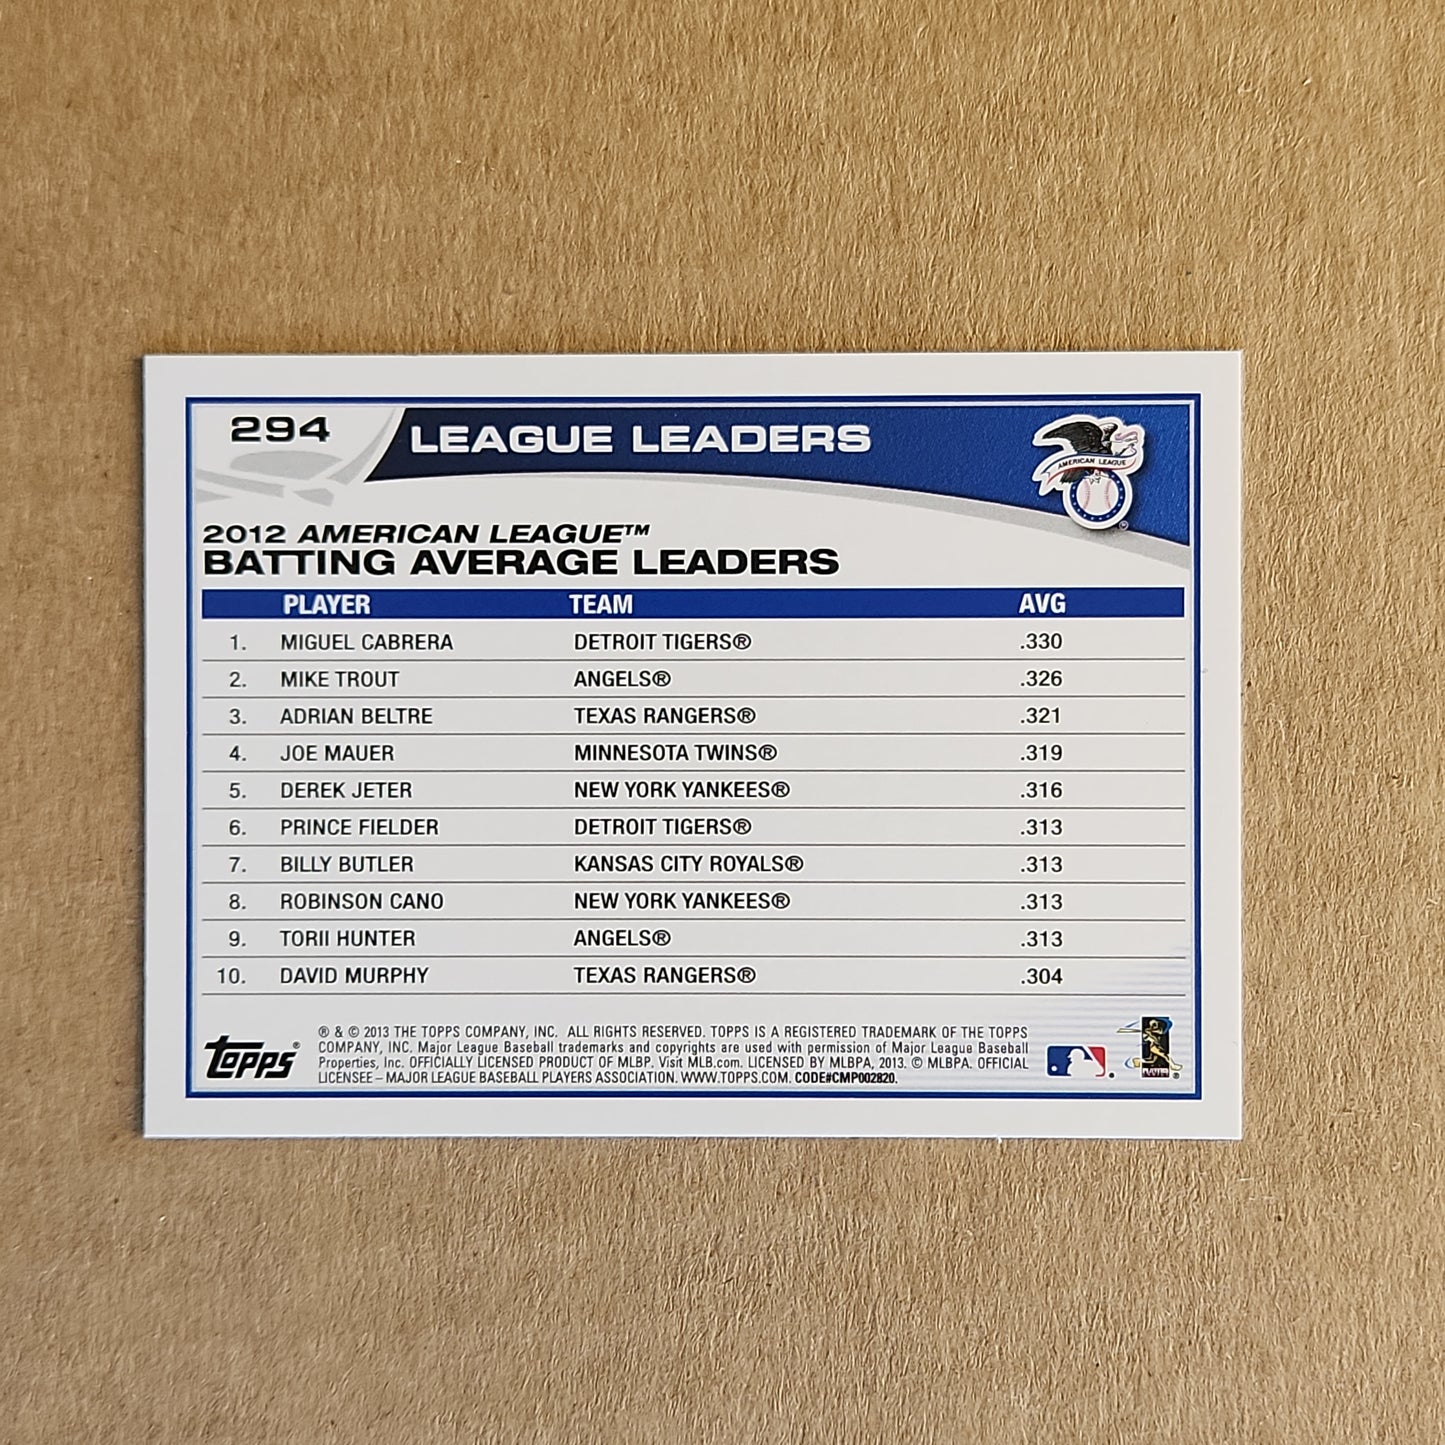 294
LEAGUE LEADERS
AMERICAN LEAGUE
2012 AMERICAN LEAGUE™
BATTING AVERAGE LEADERS
PLAYER TEAM AVG
1. MIGUEL CABRERA DETROIT TIGERS® .330
2. MIKE TROUT ANGELS® .326
3. ADRIAN BELTRE TEXAS RANGERS® .321
4. JOE MAUER MINNESOTA TWINS® .319
5. DEREK JETER NEW YORK YANKEES® .316
6. PRINCE FIELDER DETROIT TIGERS® .313
7. BILLY BUTLER KANSAS CITY ROYALS® .313
8. ROBINSON CANO NEW YORK YANKEES® .313
9. TORII HUNTER ANGELS® .313
10. DAVID MURPHY TEXAS RANGERS® .304
topps®
® & © 2013 THE TOPPS COMPANY, INC. ALL RIGHTS RESERVED. TOPPS IS A REGISTERED TRADEMARK OF THE TOPPS
COMPANY, INC. Major League Baseball trademarks and copyrights are used with permission of Major League Baseball
Properties, Inc. OFFICIALLY LICENSED PRODUCT OF MLBP. Visit MLB.com. LICENSED BY MLBPA, 2013. © MLBPA. OFFICIAL
LICENSEE – MAJOR LEAGUE BASEBALL PLAYERS ASSOCIATION. WWW.TOPPS.COM. CODE#CMP002820.